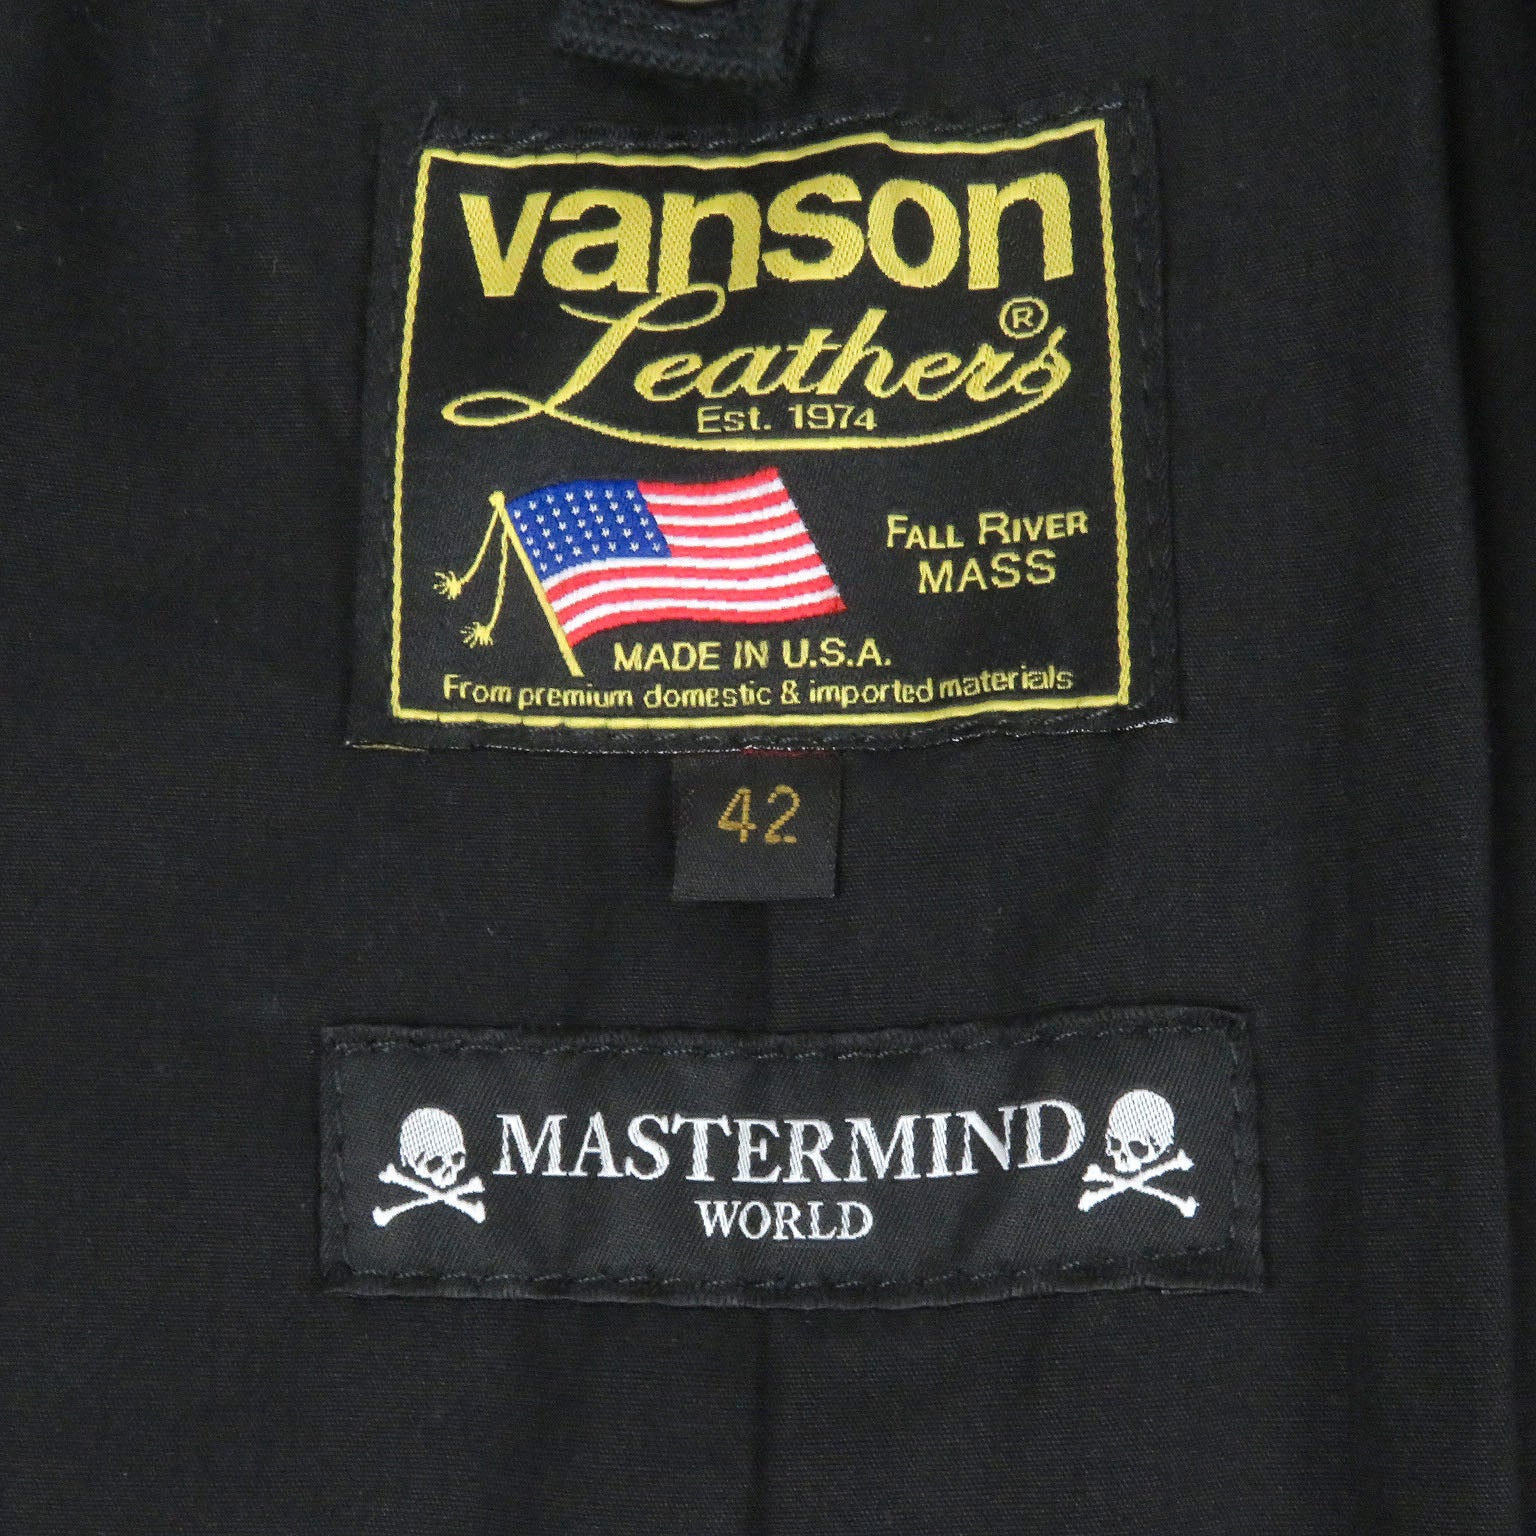 vanson
Leathers®
Est. 1974
FALL RIVER
MASS
MADE IN U.S.A.
From premium domestic & imported materials
42
MASTERMIND
WORLD